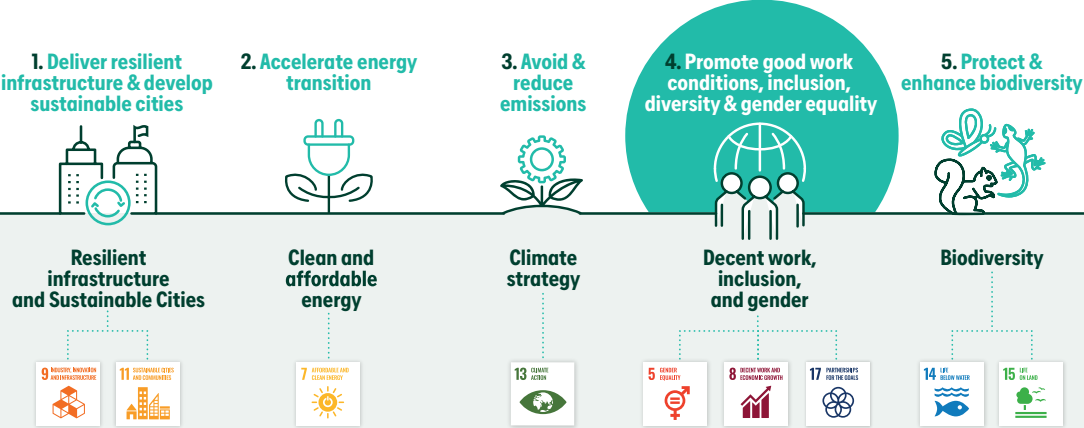 1. Deliver resilient
infrastructure & develop
sustainable cities
2. Accelerate energy
transition
3. Avoid &
reduce
emissions
4. Promote good work
conditions, inclusion,
diversity & gender equality
5. Protect &
enhance biodiversity
Resilient
infrastructure
and Sustainable Cities
Clean and
affordable
energy
Climate
strategy
Decent work,
inclusion,
and gender
Biodiversity
9 INDUSTRY, INNOVATION
AND INFRASTRUCTURE
11 SUSTAINABLE CITIES
AND COMMUNITIES
7 AFFORDABLE AND
CLEAN ENERGY
13 CLIMATE
ACTION
5 GENDER
EQUALITY
8 DECENT WORK AND
ECONOMIC GROWTH
17 PARTNERSHIPS
FOR THE GOALS
14 LIFE
BELOW WATER
15 LIFE
ON LAND